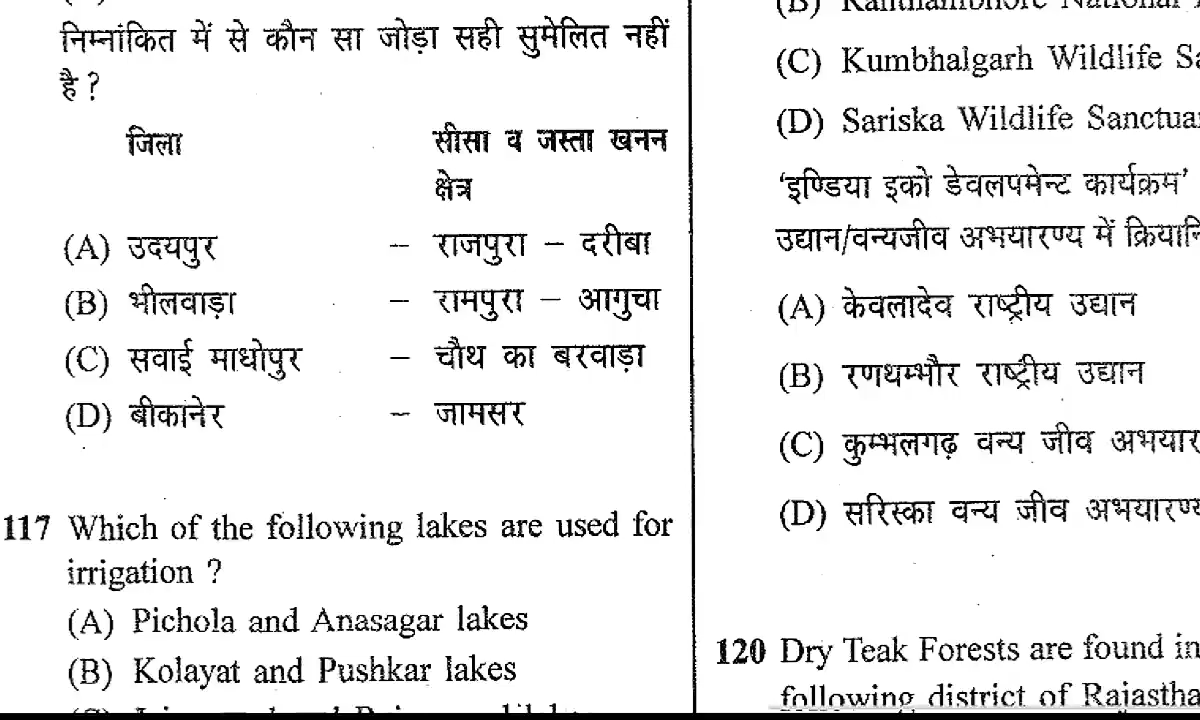 निम्नांकित में से कौन सा जोड़ा सही सुमेलित नहीं
है ?
जिला सीसा व जस्ता खनन
क्षेत्र
(A) उदयपुर – राजपुरा – दरीबा
(B) भीलवाड़ा – रामपुरा – आगुचा
(C) सवाई माधोपुर – चौथ का बरवाड़ा
(D) बीकानेर – जामसर
117 Which of the following lakes are used for
irrigation ?
(A) Pichola and Anasagar lakes
(B) Kolayat and Pushkar lakes
(C) Kumbhalgarh Wildlife
(D) Sariska Wildlife
'इण्डिया इको डेवलपमेन्ट कार्यक्रम'
उद्यान/वन्यजीव अभयारण्य में
(A) केवलादेव राष्ट्रीय उद्यान
(B) रणथम्भौर राष्ट्रीय उद्यान
(C) कुम्भलगढ़ वन्य जीव
(D) सरिस्का वन्य जीव
120 Dry Teak Forests are found in
following district of